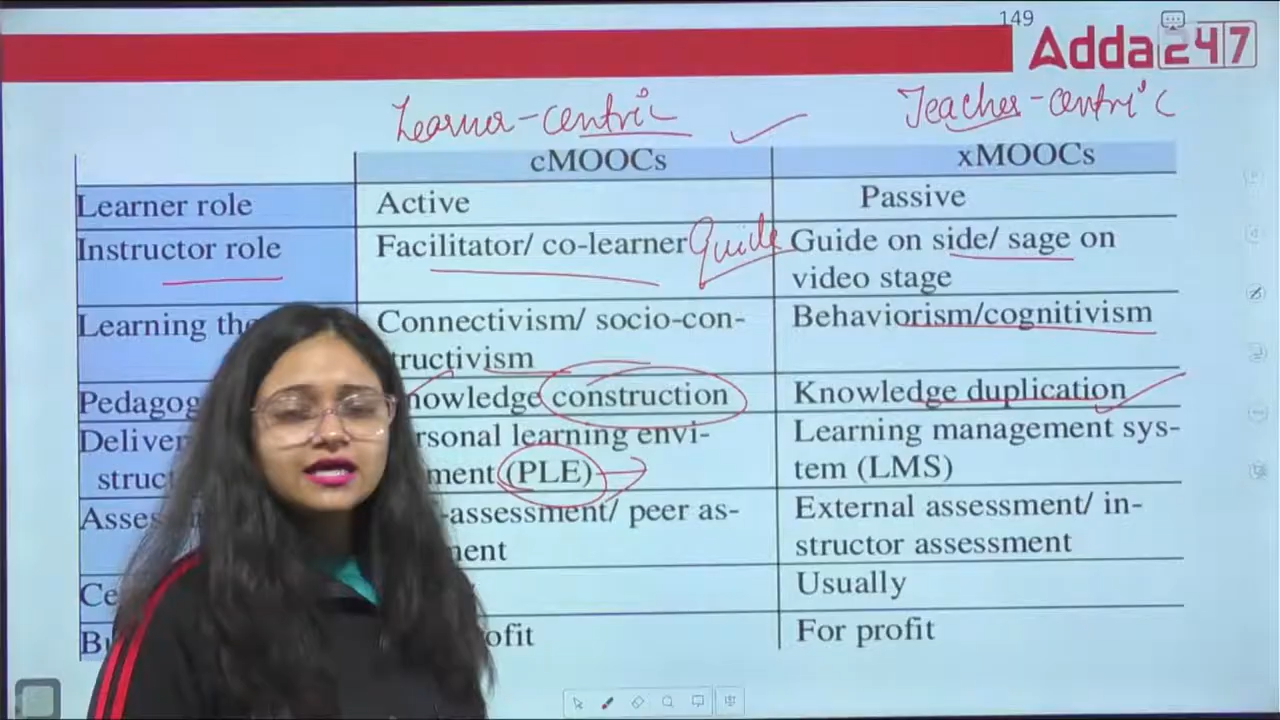 149
Adda247
Learner-centric
Teacher-centric
cMOOCs
xMOOCs
Learner role
Active
Passive
Instructor role
Facilitator/ co-learner
Guide
Guide on side/ sage on
video stage
Learning
Connectivism/ socio-con-
tructivism
Behaviorism/cognitivism
Pedagog
nowledge construction
Knowledge duplication
Deliver
rsonal learning envi-
ment (PLE)
Learning management sys-
tem (LMS)
struct
Asses
-assessment/ peer as-
ment
External assessment/ in-
structor assessment
Ce
Usually
ofit
For profit